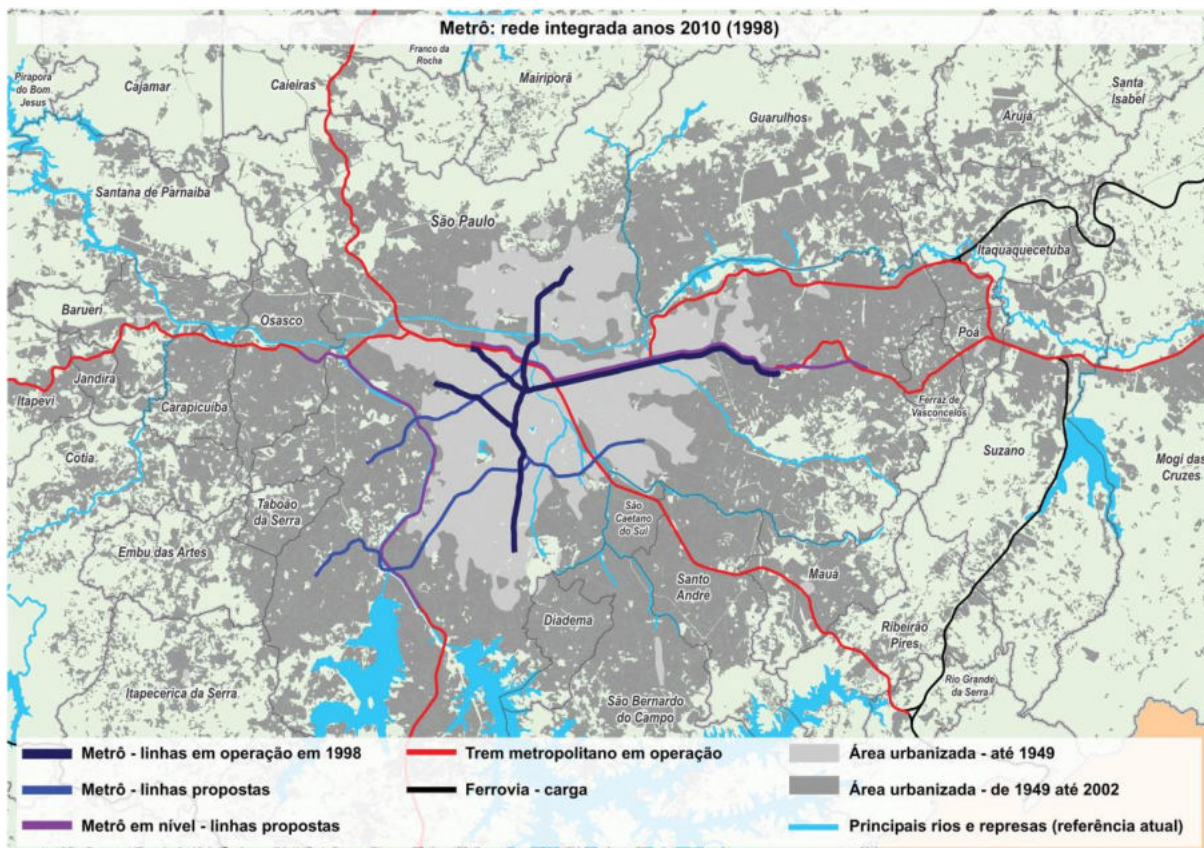 Metrô: rede integrada anos 2010 (1998)
Franco da
Rocha
Pirapora
do Bom
Jesus
Cajamar
Caieiras
Mairiporã
Santa
Isabel
Guarulhos
Arujá
Santana de Parnaíba
São Paulo
Itaquaquecetuba
Barueri
Osasco
Poá
Jandira
Itapevi
Carapicuíba
Ferraz de
Vasconcelos
Cotia
Suzano
Mogi das
Cruzes
Taboão
da Serra
São
Caetano
do Sul
Embu das Artes
Santo
André
Mauá
Diadema
Ribeirão
Pires
Rio Grande
da Serra
Itapecerica da Serra
São Bernardo
do Campo
Metrô - linhas em operação em 1998
Metrô - linhas propostas
Metrô em nível - linhas propostas
Trem metropolitano em operação
Ferrovia - carga
Área urbanizada - até 1949
Área urbanizada - de 1949 até 2002
Principais rios e represas (referência atual)